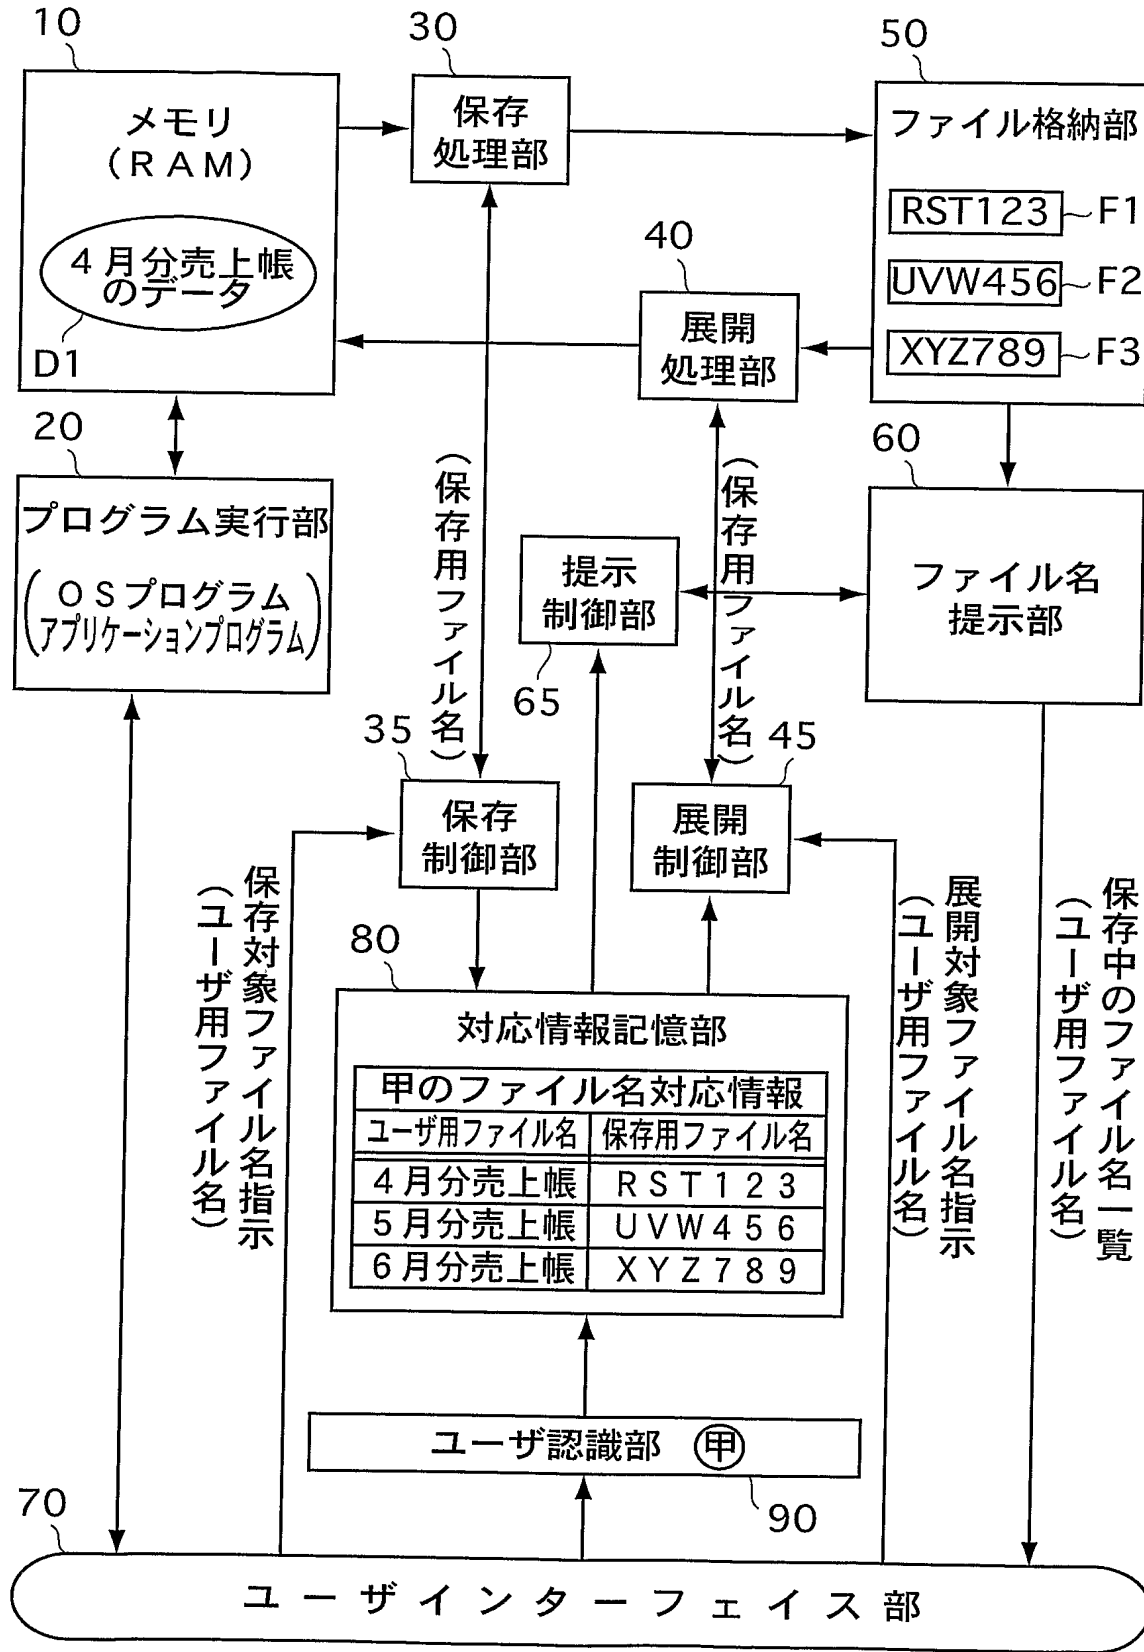 10
メモリ
(RAM)
4月分売上帳
のデータ
D1
30
保存
処理部
50
ファイル格納部
RST123
F1
UVW456
F2
XYZ789
F3
40
展開
処理部
20
プログラム実行部
(OSプログラム
アプリケーションプログラム)
(保存用ファイル名)
(保存用ファイル名)
提示
制御部
65
60
ファイル名
提示部
35
保存
制御部
45
展開
制御部
保存対象ファイル名指示
(ユーザ用ファイル名)
80
対応情報記憶部
甲のファイル名対応情報
ユーザ用ファイル名 保存用ファイル名
4月分売上帳 RST123
5月分売上帳 UVW456
6月分売上帳 XYZ789
展開対象ファイル名指示
(ユーザ用ファイル名)
保存中のファイル名一覧
(ユーザ用ファイル名)
ユーザ認識部 甲
90
70
ユーザインターフェイス部